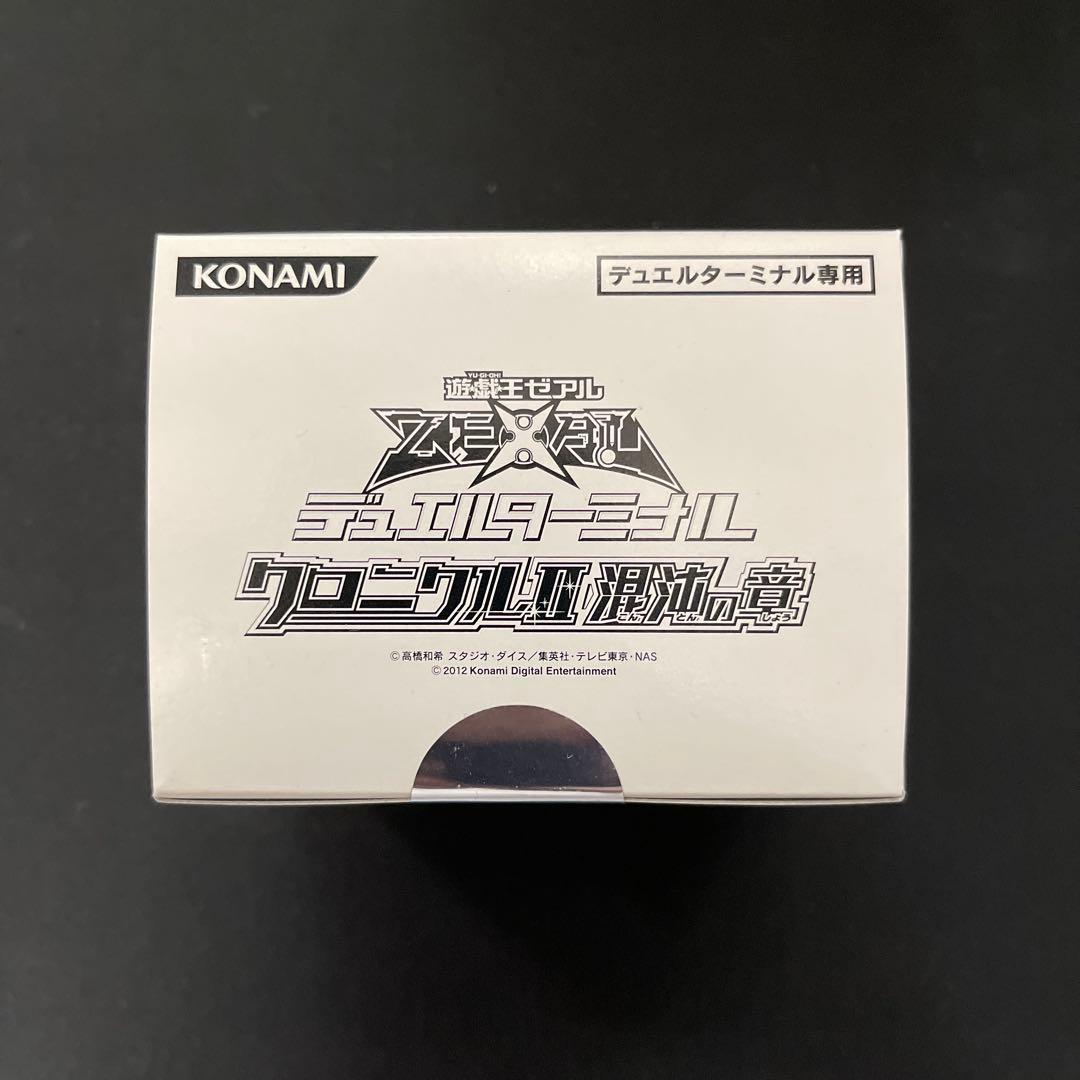 KONAMI
デュエルターミナル専用
YU-GI-OH!
遊戯王ゼアル
ZEXAL
デュエルターミナル
クロニクルⅡ 混沌の章
こん とん しょう
©高橋和希 スタジオ・ダイス／集英社・テレビ東京・NAS
©2012 Konami Digital Entertainment